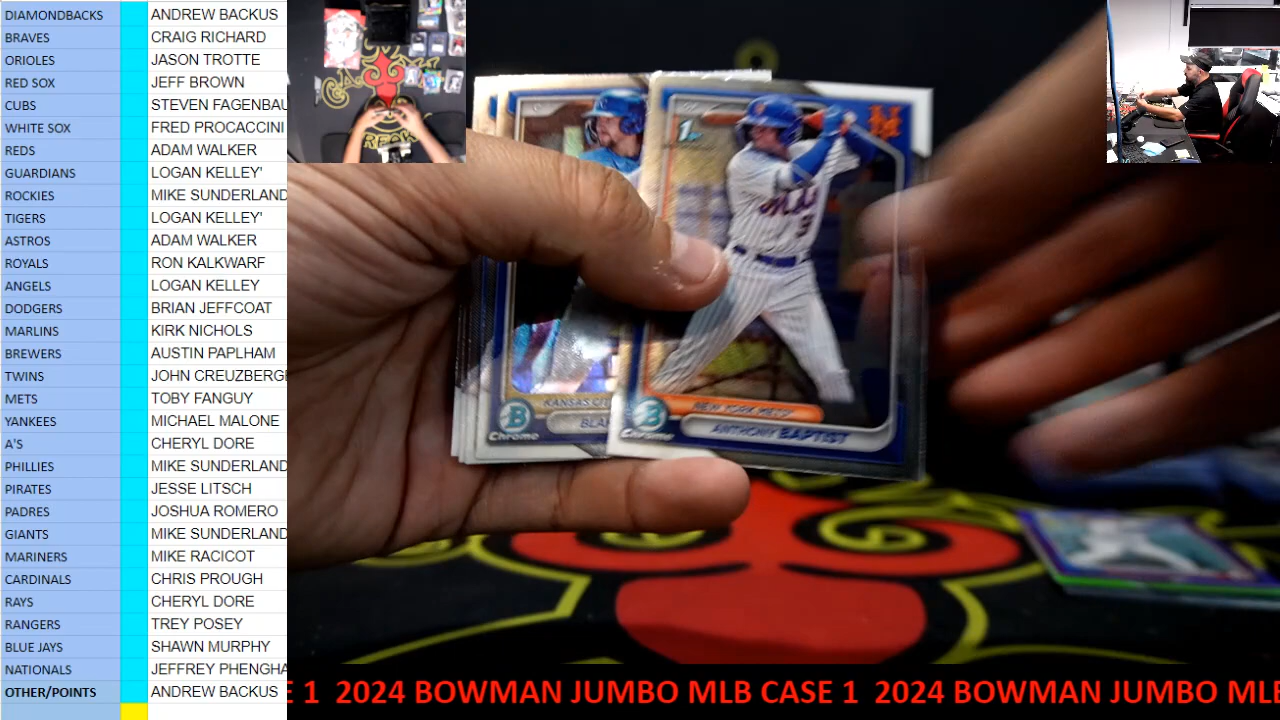 DIAMONDBACKS ANDREW BACKUS
BRAVES CRAIG RICHARD
ORIOLES JASON TROTTE
RED SOX JEFF BROWN
CUBS STEVEN FAGENBAU
WHITE SOX FRED PROCACCINI
REDS ADAM WALKER
GUARDIANS LOGAN KELLEY'
ROCKIES MIKE SUNDERLAND
TIGERS LOGAN KELLEY'
ASTROS ADAM WALKER
ROYALS RON KALKWARF
ANGELS LOGAN KELLEY
DODGERS BRIAN JEFFCOAT
MARLINS KIRK NICHOLS
BREWERS AUSTIN PAPLHAM
TWINS JOHN CREUZBERGE
METS TOBY FANGUY
YANKEES MICHAEL MALONE
A'S CHERYL DORE
PHILLIES MIKE SUNDERLAND
PIRATES JESSE LITSCH
PADRES JOSHUA ROMERO
GIANTS MIKE SUNDERLAND
MARINERS MIKE RACICOT
CARDINALS CHRIS PROUGH
RAYS CHERYL DORE
RANGERS TREY POSEY
BLUE JAYS SHAWN MURPHY
NATIONALS JEFFREY PHENGHA
OTHER/POINTS ANDREW BACKUS
1st
NEW YORK METS
ANTHONY BAPTIST
B Chrome
KANSAS CI
BLA
B Chrome
E 1 2024 BOWMAN JUMBO MLB CASE 1 2024 BOWMAN JUMBO MLB